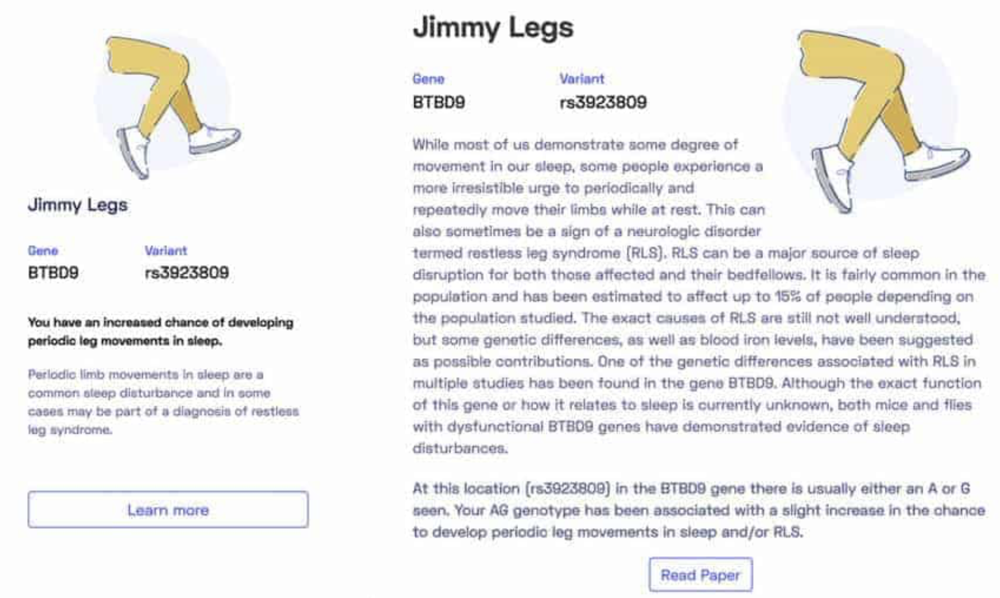 Jimmy Legs
Gene
Variant
BTBD9
rs3923809
You have an increased chance of developing
periodic leg movements in sleep.
Periodic limb movements in sleep are a
common sleep disturbance and in some
cases may be part of a diagnosis of restless
leg syndrome.
Learn more
Jimmy Legs
Gene
Variant
BTBD9
rs3923809
While most of us demonstrate some degree of
movement in our sleep, some people experience a
more irresistible urge to periodically and
repeatedly move their limbs while at rest. This can
also sometimes be a sign of a neurologic disorder
termed restless leg syndrome (RLS). RLS can be a major source of sleep
disruption for both those affected and their bedfellows. It is fairly common in the
population and has been estimated to affect up to 15% of people depending on
the population studied. The exact causes of RLS are still not well understood,
but some genetic differences, as well as blood iron levels, have been suggested
as possible contributions. One of the genetic differences associated with RLS in
multiple studies has been found in the gene BTBD9. Although the exact function
of this gene or how it relates to sleep is currently unknown, both mice and flies
with dysfunctional BTBD9 genes have demonstrated evidence of sleep
disturbances.
At this location (rs3923809) in the BTBD9 gene there is usually either an A or G
seen. Your AG genotype has been associated with a slight increase in the chance
to develop periodic leg movements in sleep and/or RLS.
Read Paper